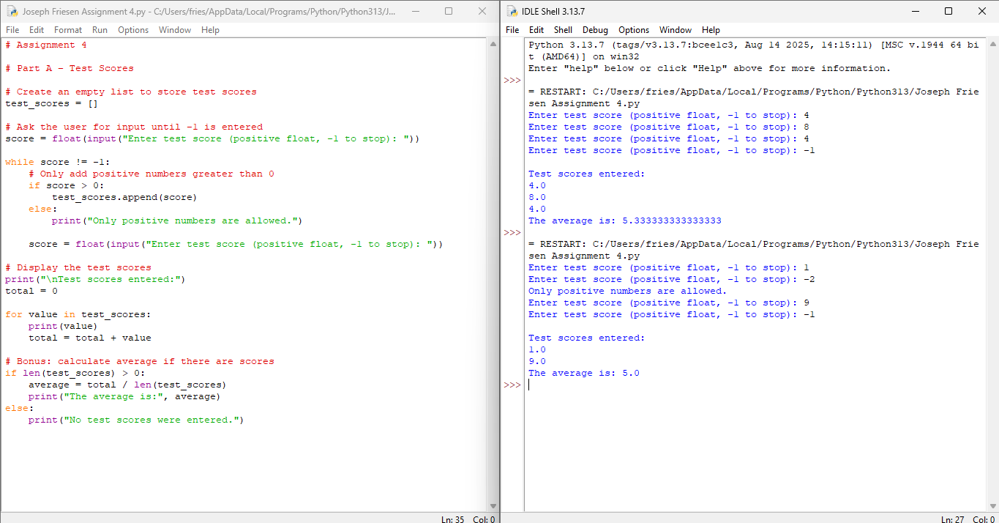 Joseph Friesen Assignment 4.py - C:/Users/fries/AppData/Local/Programs/Python/Python313/J...
File Edit Format Run Options Window Help
# Assignment 4
# Part A - Test Scores
# Create an empty list to store test scores
test_scores = []
# Ask the user for input until -1 is entered
score = float(input("Enter test score (positive float, -1 to stop): "))
while score != -1:
    # Only add positive numbers greater than 0
    if score > 0:
        test_scores.append(score)
    else:
        print("Only positive numbers are allowed.")
    score = float(input("Enter test score (positive float, -1 to stop): "))
# Display the test scores
print("\nTest scores entered:")
total = 0
for value in test_scores:
    print(value)
    total = total + value
# Bonus: calculate average if there are scores
if len(test_scores) > 0:
    average = total / len(test_scores)
    print("The average is:", average)
else:
    print("No test scores were entered.")
Ln: 35 Col: 0
IDLE Shell 3.13.7
File Edit Shell Debug Options Window Help
Python 3.13.7 (tags/v3.13.7:bcee1c3, Aug 14 2025, 14:15:11) [MSC v.1944 64 bi
t (AMD64)] on win32
Enter "help" below or click "Help" above for more information.
>>>
= RESTART: C:/Users/fries/AppData/Local/Programs/Python/Python313/Joseph Frie
sen Assignment 4.py
Enter test score (positive float, -1 to stop): 4
Enter test score (positive float, -1 to stop): 8
Enter test score (positive float, -1 to stop): 4
Enter test score (positive float, -1 to stop): -1
Test scores entered:
4.0
8.0
4.0
The average is: 5.333333333333333
>>>
= RESTART: C:/Users/fries/AppData/Local/Programs/Python/Python313/Joseph Frie
sen Assignment 4.py
Enter test score (positive float, -1 to stop): 1
Enter test score (positive float, -1 to stop): -2
Only positive numbers are allowed.
Enter test score (positive float, -1 to stop): 9
Enter test score (positive float, -1 to stop): -1
Test scores entered:
1.0
9.0
The average is: 5.0
>>>
Ln: 27 Col: 0